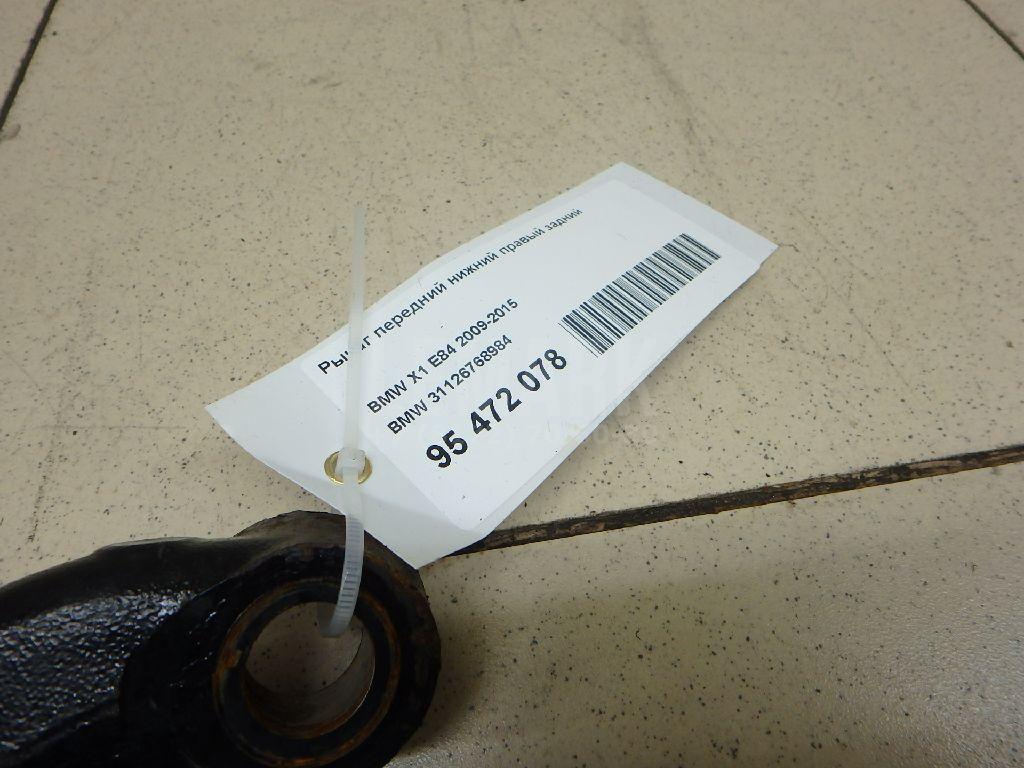 Рычаг передний нижний правый задний
BMW X1 E84 2009-2015
BMW 31126768984
95 472 078